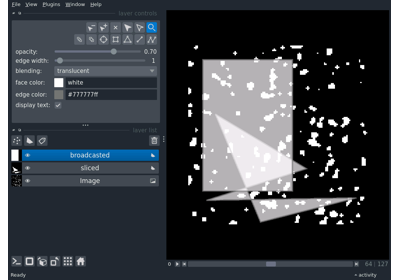 File View Plugins Window Help
layer controls
opacity: 0.70
edge width: 1
blending: translucent
face color: white
edge color: #777777ff
display text:
layer list
broadcasted
sliced
Image
64 127
Ready
activity